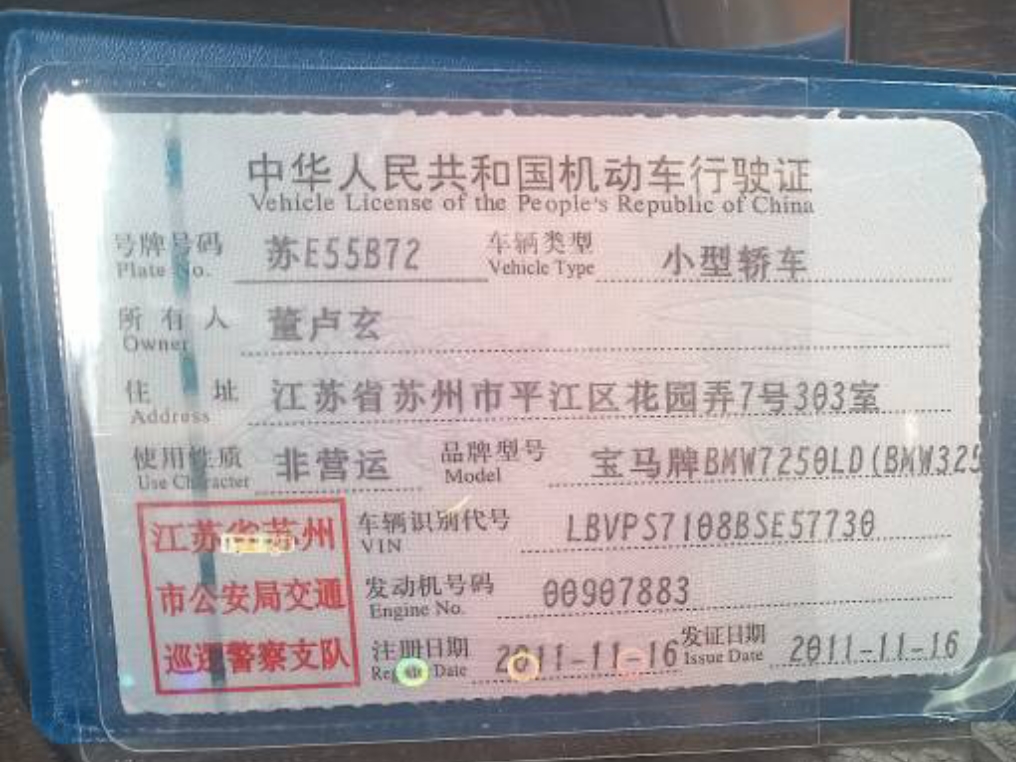 中华人民共和国机动车行驶证
Vehicle License of the People's Republic of China
号牌号码 苏E55B72 车辆类型 小型轿车
Plate No. Vehicle Type
所有人 董卢玄
Owner
住址 江苏省苏州市平江区花园弄7号303室
Address
使用性质 非营运 品牌型号 宝马牌BMW7250LD(BMW325
Use Character Model
江苏省苏州 车辆识别代号 LBVPS7108BSE57730
VIN
市公安局交通 发动机号码 00907883
Engine No.
巡逻警察支队 注册日期 2011-11-16 发证日期 2011-11-16
Register Date Issue Date